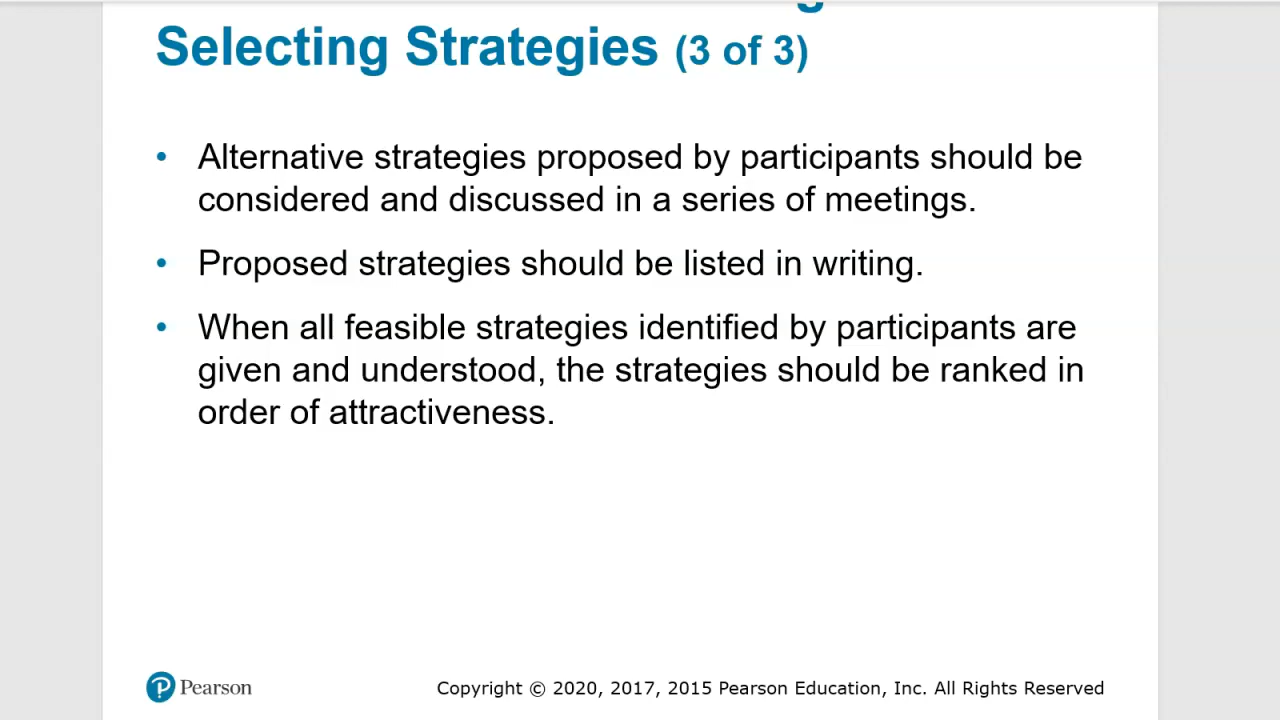 Selecting Strategies (3 of 3)
• Alternative strategies proposed by participants should be
considered and discussed in a series of meetings.
• Proposed strategies should be listed in writing.
• When all feasible strategies identified by participants are
given and understood, the strategies should be ranked in
order of attractiveness.
Pearson
Copyright © 2020, 2017, 2015 Pearson Education, Inc. All Rights Reserved